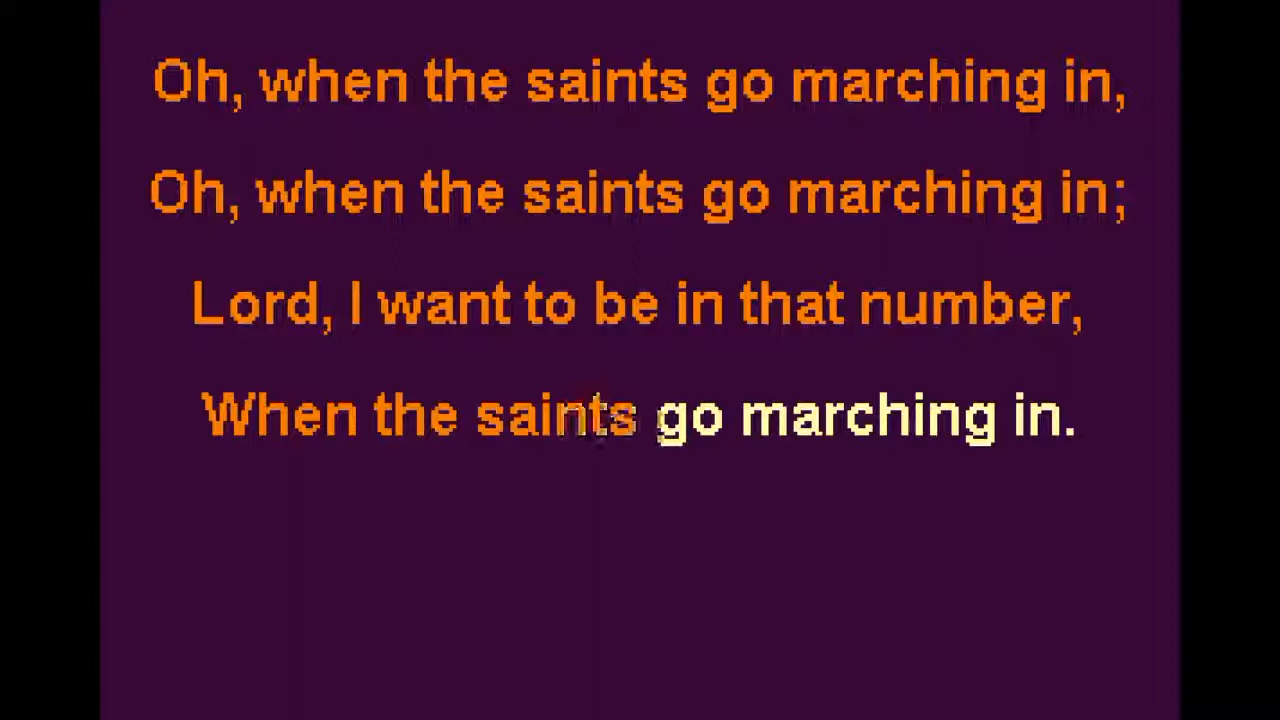 Oh, when the saints go marching in,
Oh, when the saints go marching in;
Lord, I want to be in that number,
When the saints go marching in.